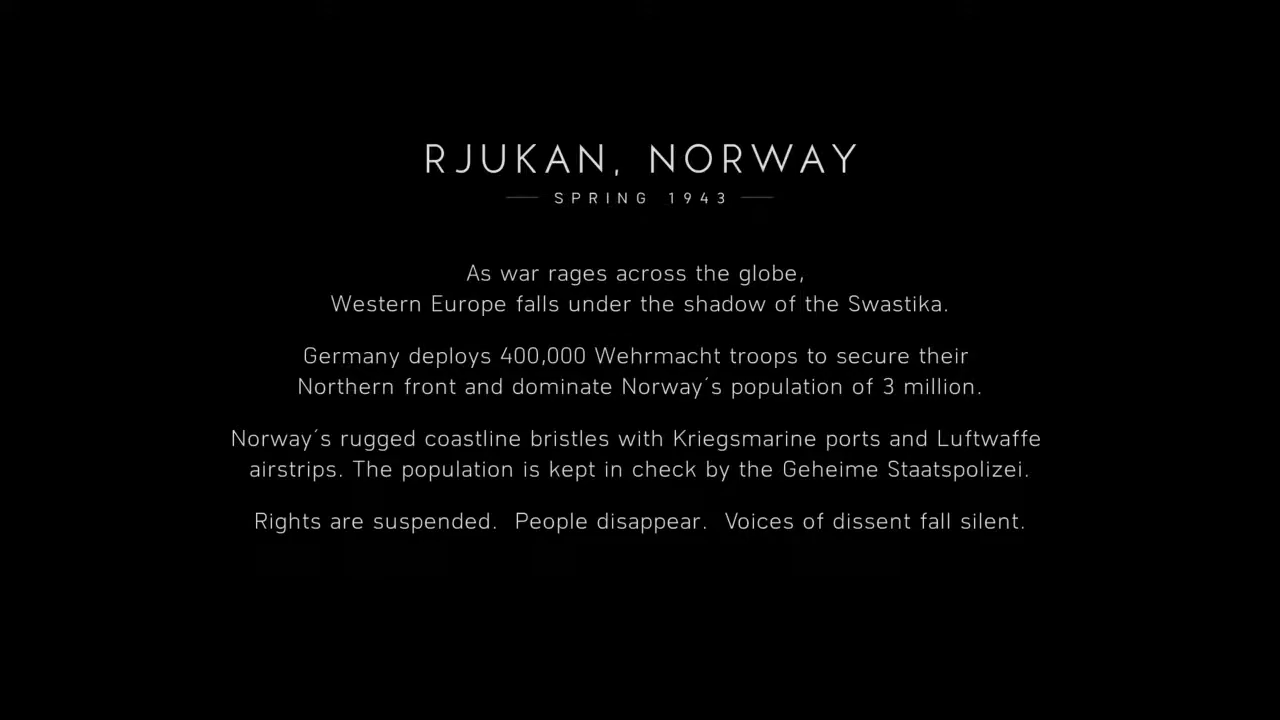 RJUKAN, NORWAY
SPRING 1943
As war rages across the globe,
Western Europe falls under the shadow of the Swastika.
Germany deploys 400,000 Wehrmacht troops to secure their
Northern front and dominate Norway´s population of 3 million.
Norway´s rugged coastline bristles with Kriegsmarine ports and Luftwaffe
airstrips. The population is kept in check by the Geheime Staatspolizei.
Rights are suspended.  People disappear.  Voices of dissent fall silent.